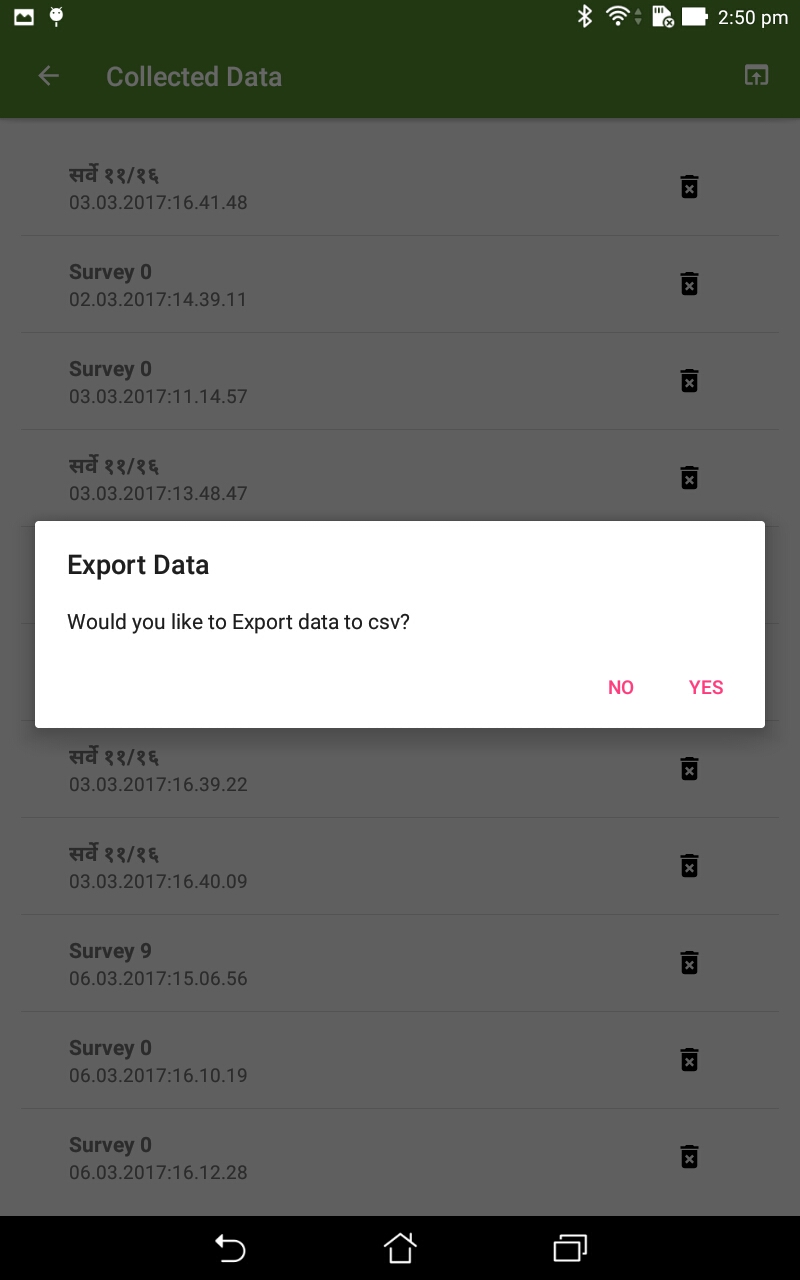 2:50 pm
Collected Data
सर्वे ११/१६
03.03.2017:16.41.48
Survey 0
02.03.2017:14.39.11
Survey 0
03.03.2017:11.14.57
सर्वे ११/१६
03.03.2017:13.48.47
Export Data
Would you like to Export data to csv?
NO YES
सर्वे ११/१६
03.03.2017:16.39.22
सर्वे ११/१६
03.03.2017:16.40.09
Survey 9
06.03.2017:15.06.56
Survey 0
06.03.2017:16.10.19
Survey 0
06.03.2017:16.12.28